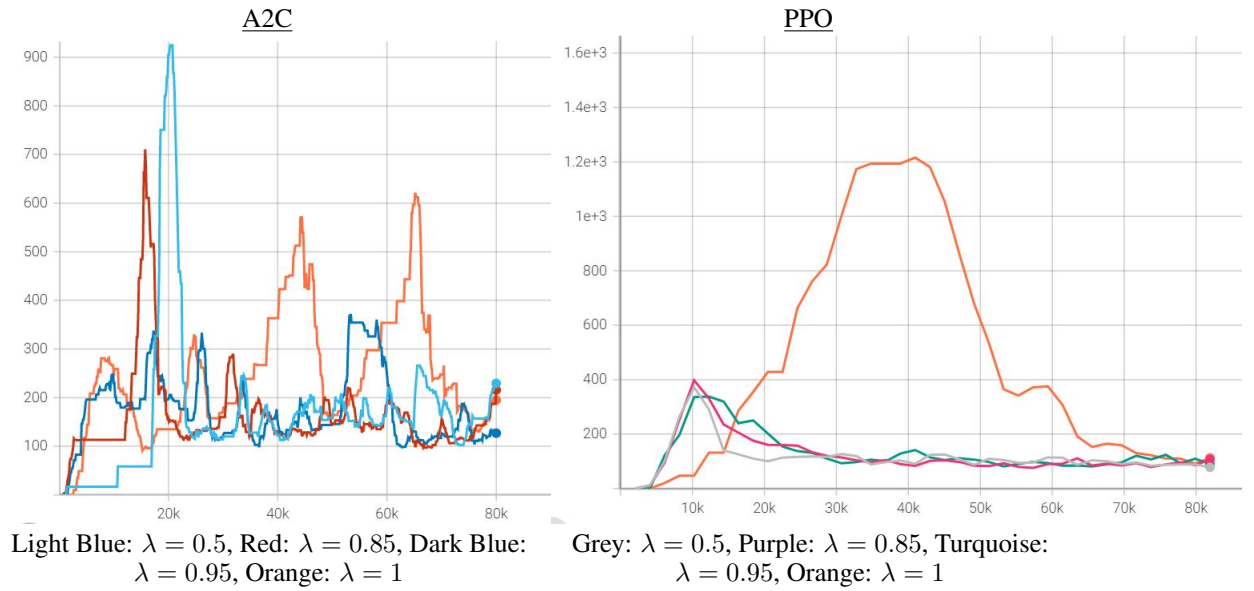 A2C
PPO
900
800
700
600
500
400
300
200
100
20k
40k
60k
80k
1.6e+3
1.4e+3
1.2e+3
1e+3
800
600
400
200
10k
20k
30k
40k
50k
60k
70k
80k
Light Blue: λ = 0.5, Red: λ = 0.85, Dark Blue:
λ = 0.95, Orange: λ = 1
Grey: λ = 0.5, Purple: λ = 0.85, Turquoise:
λ = 0.95, Orange: λ = 1